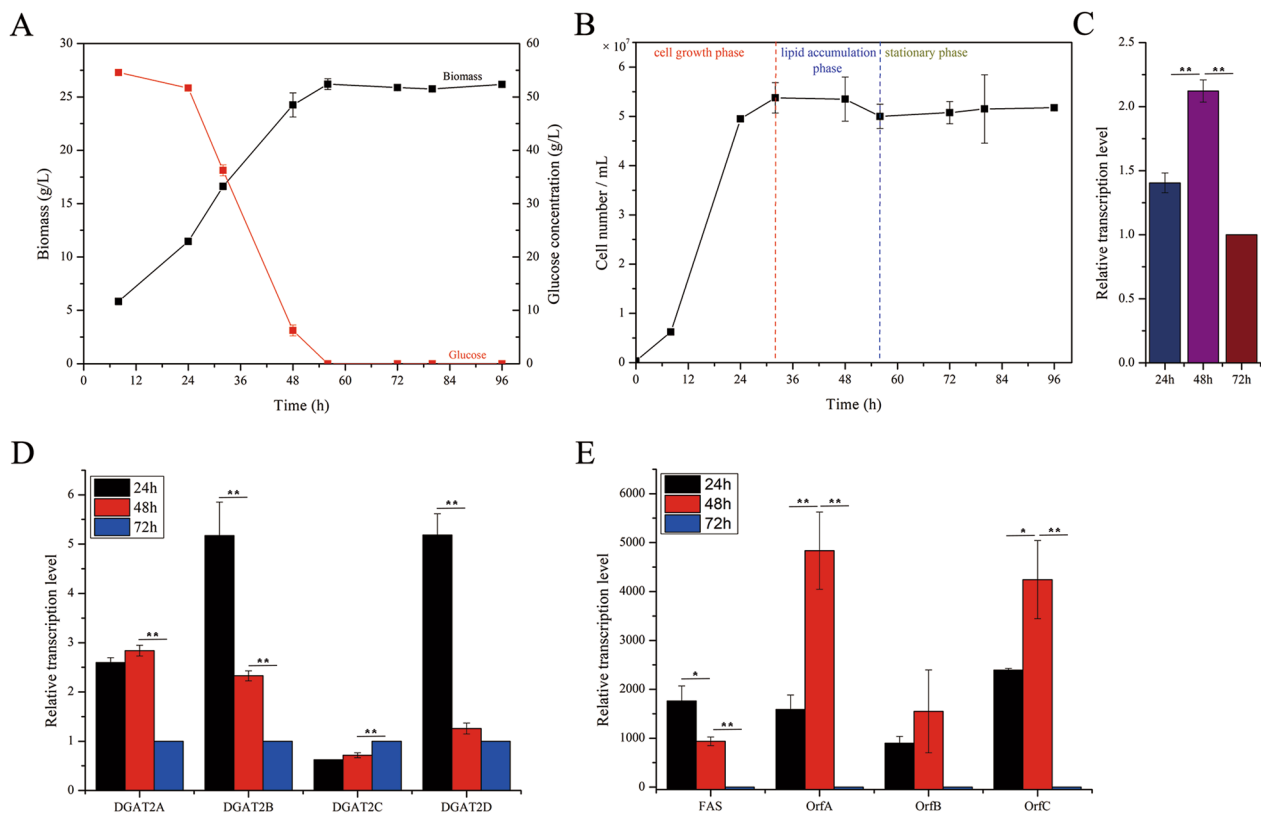 A
Biomass (g/L)
30
25
20
15
10
5
0
Biomass
Glucose
60
50
40
30
20
10
0
Glucose concentration (g/L)
0 12 24 36 48 60 72 84 96
Time (h)
B
× 10⁷
Cell number / mL
7
6
5
4
3
2
1
0
cell growth phase
lipid accumulation
phase
stationary phase
0 12 24 36 48 60 72 84 96
Time (h)
C
Relative transcription level
2.5
2.0
1.5
1.0
0.5
0.0
** **
24h 48h 72h
D
Relative transcription level
6
5
4
3
2
1
0
24h
48h
72h
**
**
**
**
**
DGAT2A DGAT2B DGAT2C DGAT2D
E
Relative transcription level
6000
5000
4000
3000
2000
1000
0
24h
48h
72h
*
**
** **
* **
FAS OrfA OrfB OrfC